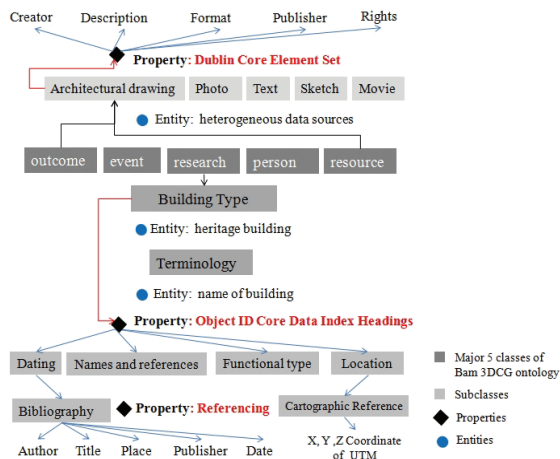 Creator Description Format Publisher Rights
Property: Dublin Core Element Set
Architectural drawing Photo Text Sketch Movie
Entity: heterogeneous data sources
outcome event research person resource
Building Type
Entity: heritage building
Terminology
Entity: name of building
Property: Object ID Core Data Index Headings
Dating Names and references Functional type Location
Bibliography Property: Referencing Cartographic Reference
Author Title Place Publisher Date
X, Y ,Z Coordinate
of UTM
Major 5 classes of
Bam 3DCG ontology
Subclasses
Properties
Entities